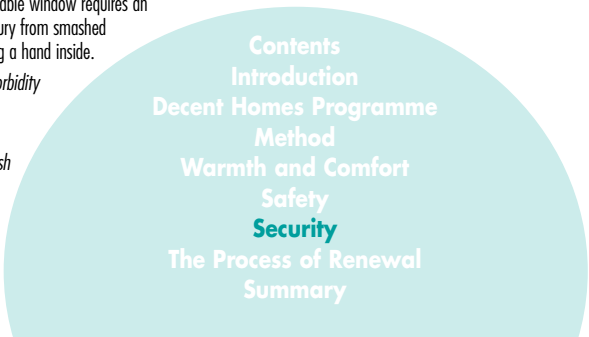 able window requires an
ury from smashed
g a hand inside.
orbidity
sh
Contents
Introduction
Decent Homes Programme
Method
Warmth and Comfort
Safety
Security
The Process of Renewal
Summary